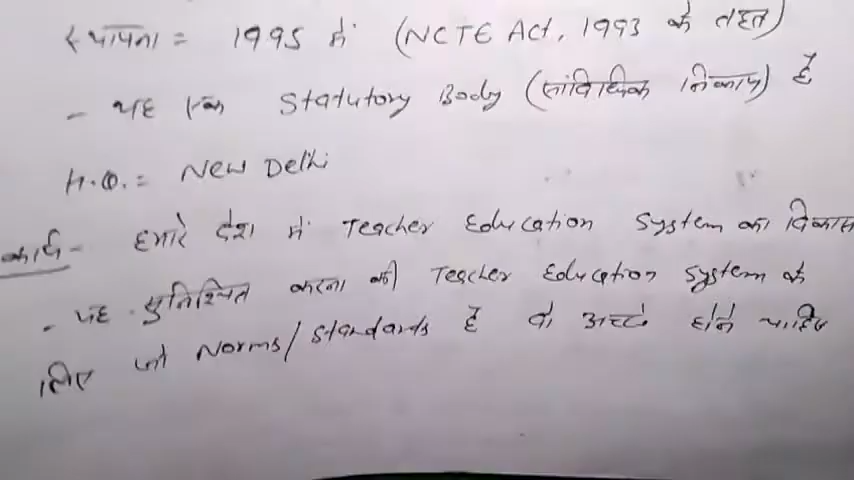 स्थापना = 1995 में (NCTE Act, 1993 के तहत)
- यह एक Statutory Body (सांविधिक निकाय) है
H.Q. = New Delhi
कार्य - हमारे देश में Teacher Education System का विकास
- यह सुनिश्चित करना की Teacher Education System के
लिए जो Norms/Standards है वो अच्छे होने चाहिए